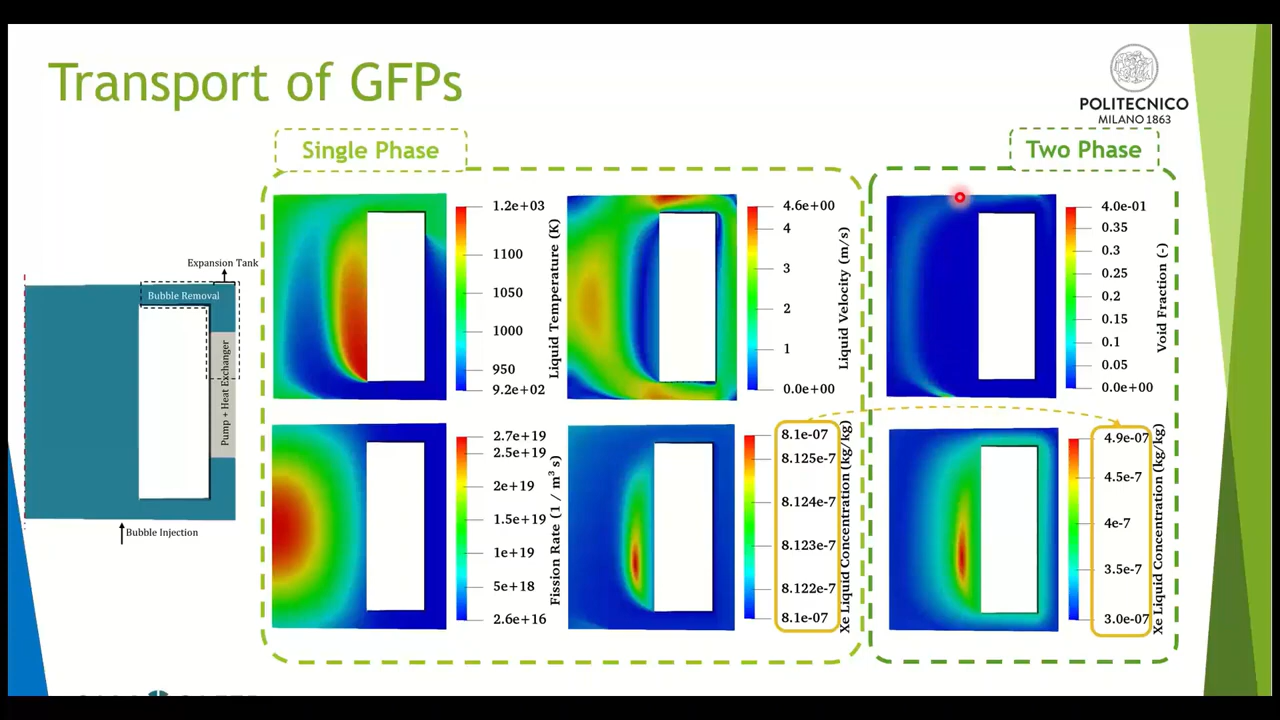 Transport of GFPs
POLITECNICO
MILANO 1863
Single Phase
Two Phase
Expansion Tank
Bubble Removal
Pump + Heat Exchanger
Bubble Injection
1.2e+03
1100
1050
1000
950
9.2e+02
Liquid Temperature (K)
4.6e+00
4
3
2
1
0.0e+00
Liquid Velocity (m/s)
4.0e-01
0.35
0.3
0.25
0.2
0.15
0.1
0.05
0.0e+00
Void Fraction (-)
2.7e+19
2.5e+19
2e+19
1.5e+19
1e+19
5e+18
2.6e+16
Fission Rate (1 / m³ s)
8.1e-07
8.125e-7
8.124e-7
8.123e-7
8.122e-7
8.1e-07
Xe Liquid Concentration (kg/kg)
4.9e-07
4.5e-7
4e-7
3.5e-7
3.0e-07
Xe Liquid Concentration (kg/kg)